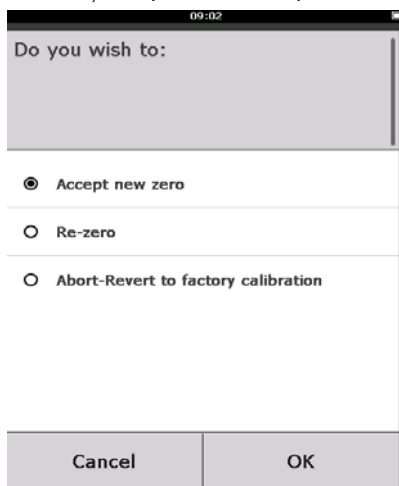 09:02
Do you wish to:
Accept new zero
Re-zero
Abort-Revert to factory calibration
Cancel
OK